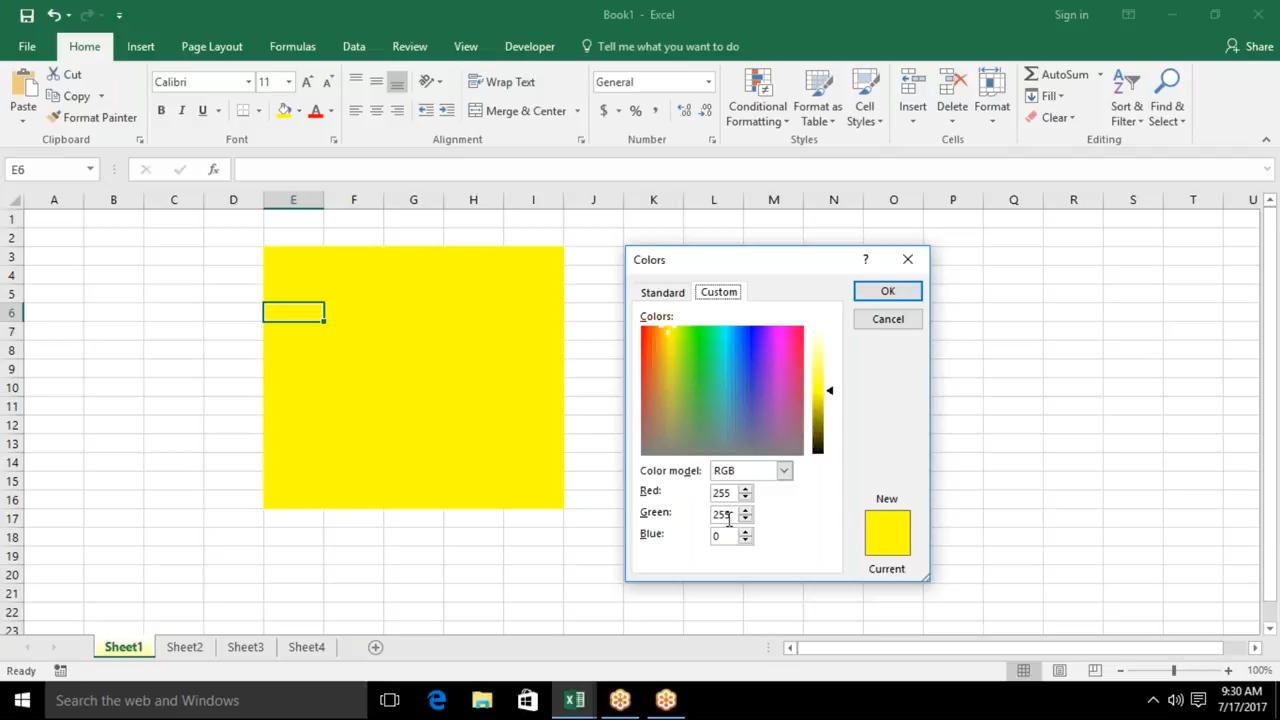 Book1 - Excel
Sign in
File Home Insert Page Layout Formulas Data Review View Developer Tell me what you want to do Share
Paste
Cut
Copy
Format Painter
Calibri 11
B I U
Wrap Text
Merge & Center
General
$ % ,
Conditional Formatting
Format as Table
Cell Styles
Insert
Delete
Format
AutoSum
Fill
Clear
Sort & Filter
Find & Select
Clipboard Font Alignment Number Styles Cells Editing
E6 fx
A B C D E F G H I J K L M N O P Q R S T U
1
2
3
4
5
6
7
8
9
10
11
12
13
14
15
16
17
18
19
20
21
22
23
Colors ?
Standard Custom
OK
Cancel
Colors:
Color model: RGB
Red: 255
Green: 255
Blue: 0
New
Current
Sheet1 Sheet2 Sheet3 Sheet4
Ready 100%
Search the web and Windows
9:30 AM
7/17/2017